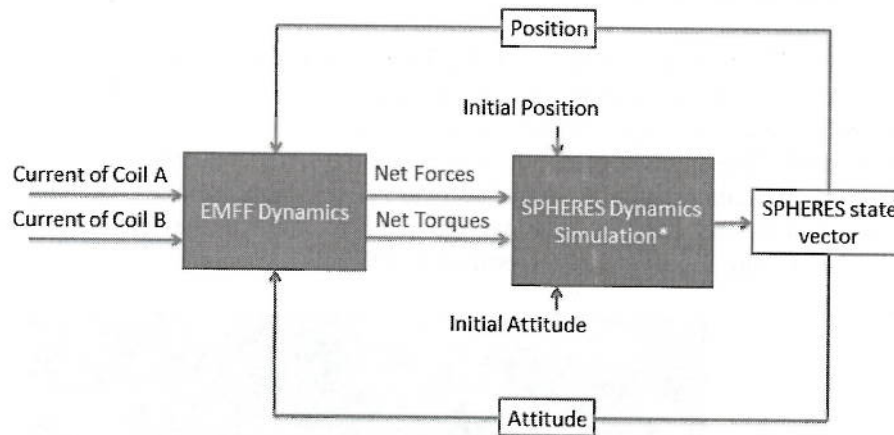 Position
Initial Position
Current of Coil A
Current of Coil B
EMFF Dynamics
Net Forces
Net Torques
SPHERES Dynamics
Simulation*
SPHERES state
vector
Initial Attitude
Attitude